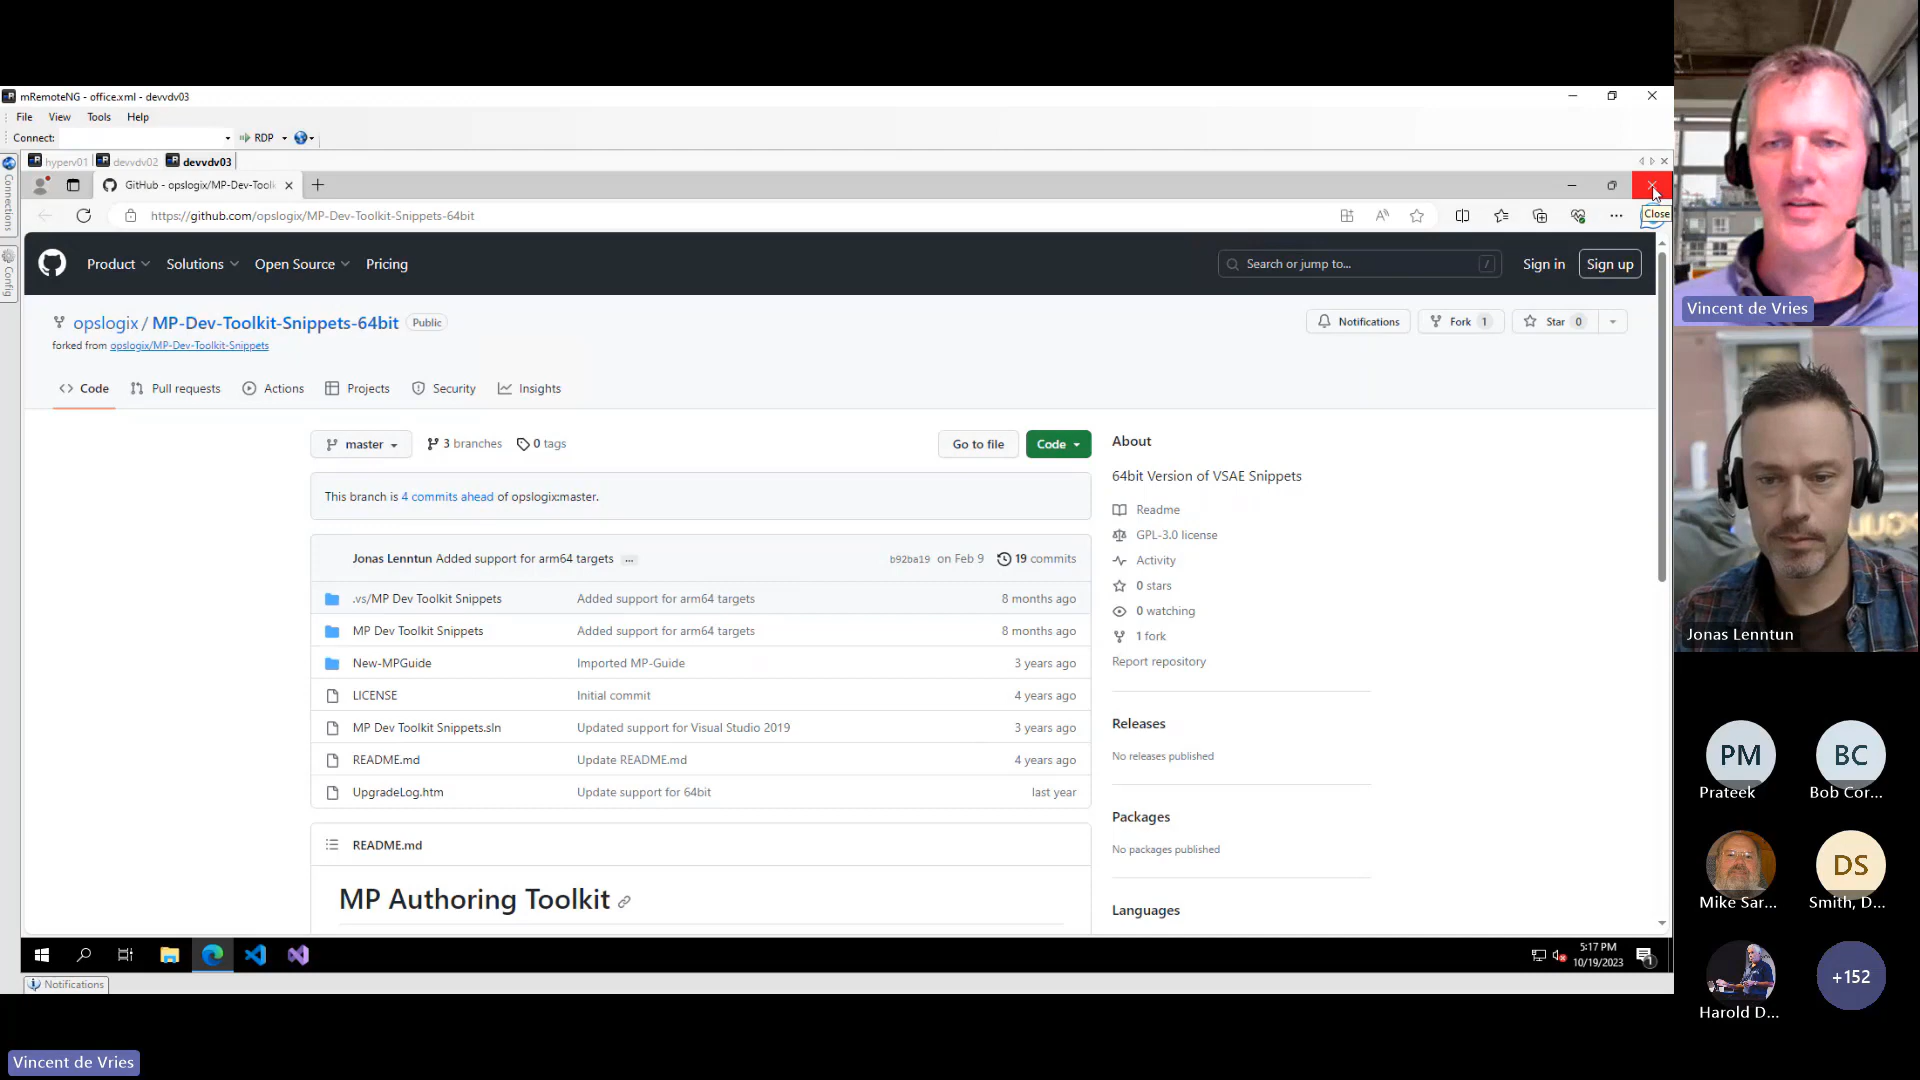 mRemoteNG - office.xml - devvdv03
File View Tools Help
Connect: RDP
hyperv01 devvdv02 devvdv03
GitHub - opslogix/MP-Dev-Toolk
https://github.com/opslogix/MP-Dev-Toolkit-Snippets-64bit
Close
Connections
Config
Product Solutions Open Source Pricing
Search or jump to... /
Sign in Sign up
opslogix / MP-Dev-Toolkit-Snippets-64bit Public
forked from opslogix/MP-Dev-Toolkit-Snippets
Notifications Fork 1 Star 0
Code Pull requests Actions Projects Security Insights
master 3 branches 0 tags
Go to file Code
This branch is 4 commits ahead of opslogix:master.
Jonas Lenntun Added support for arm64 targets ... b92ba19 on Feb 9 19 commits
.vs/MP Dev Toolkit Snippets Added support for arm64 targets 8 months ago
MP Dev Toolkit Snippets Added support for arm64 targets 8 months ago
New-MPGuide Imported MP-Guide 3 years ago
LICENSE Initial commit 4 years ago
MP Dev Toolkit Snippets.sln Updated support for Visual Studio 2019 3 years ago
README.md Update README.md 4 years ago
UpgradeLog.htm Update support for 64bit last year
README.md
MP Authoring Toolkit
About
64bit Version of VSAE Snippets
Readme
GPL-3.0 license
Activity
0 stars
0 watching
1 fork
Report repository
Releases
No releases published
Packages
No packages published
Languages
5:17 PM
10/19/2023
1
Notifications
Vincent de Vries
Vincent de Vries
Jonas Lenntun
PM
Prateek
BC
Bob Cor...
Mike Sar...
DS
Smith, D...
Harold D...
+152